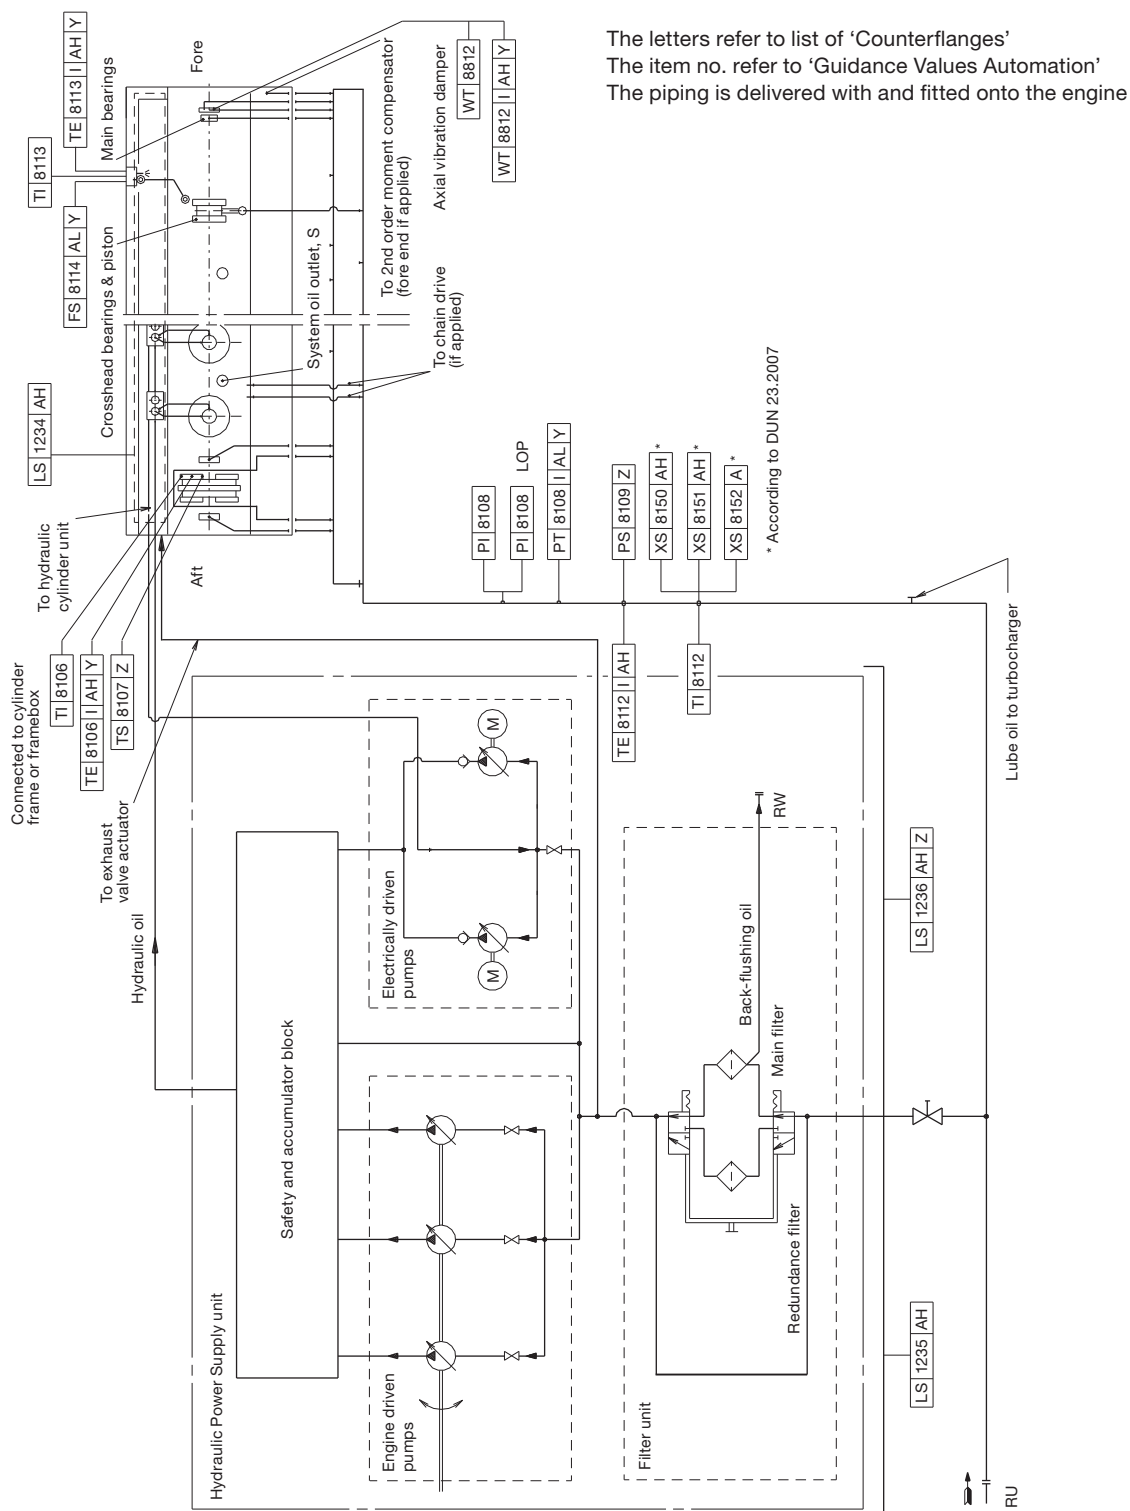 The letters refer to list of ‘Counterflanges’
The item no. refer to ‘Guidance Values Automation’
The piping is delivered with and fitted onto the engine
TE 8113 I AH Y
TI 8113
FS 8114 AL Y
LS 1234 AH
Main bearings
Crosshead bearings & piston
Fore
Aft
WT 8812
WT 8812 I AH Y
Axial vibration damper
To 2nd order moment compensator
(fore end if applied)
System oil outlet, S
To chain drive
(if applied)
To hydraulic
cylinder unit
Connected to cylinder
frame or framebox
TI 8106
TE 8106 I AH Y
TS 8107 Z
To exhaust
valve actuator
Hydraulic oil
PI 8108
PI 8108 LOP
PT 8108 I AL Y
PS 8109 Z
TE 8112 I AH
XS 8150 AH *
XS 8151 AH *
XS 8152 A *
TI 8112
* According to DUN 23.2007
Lube oil to turbocharger
Hydraulic Power Supply unit
Safety and accumulator block
Electrically driven
pumps
M
M
Engine driven
pumps
Filter unit
Redundance filter
Main filter
Back-flushing oil
RW
LS 1236 AH Z
LS 1235 AH
RU